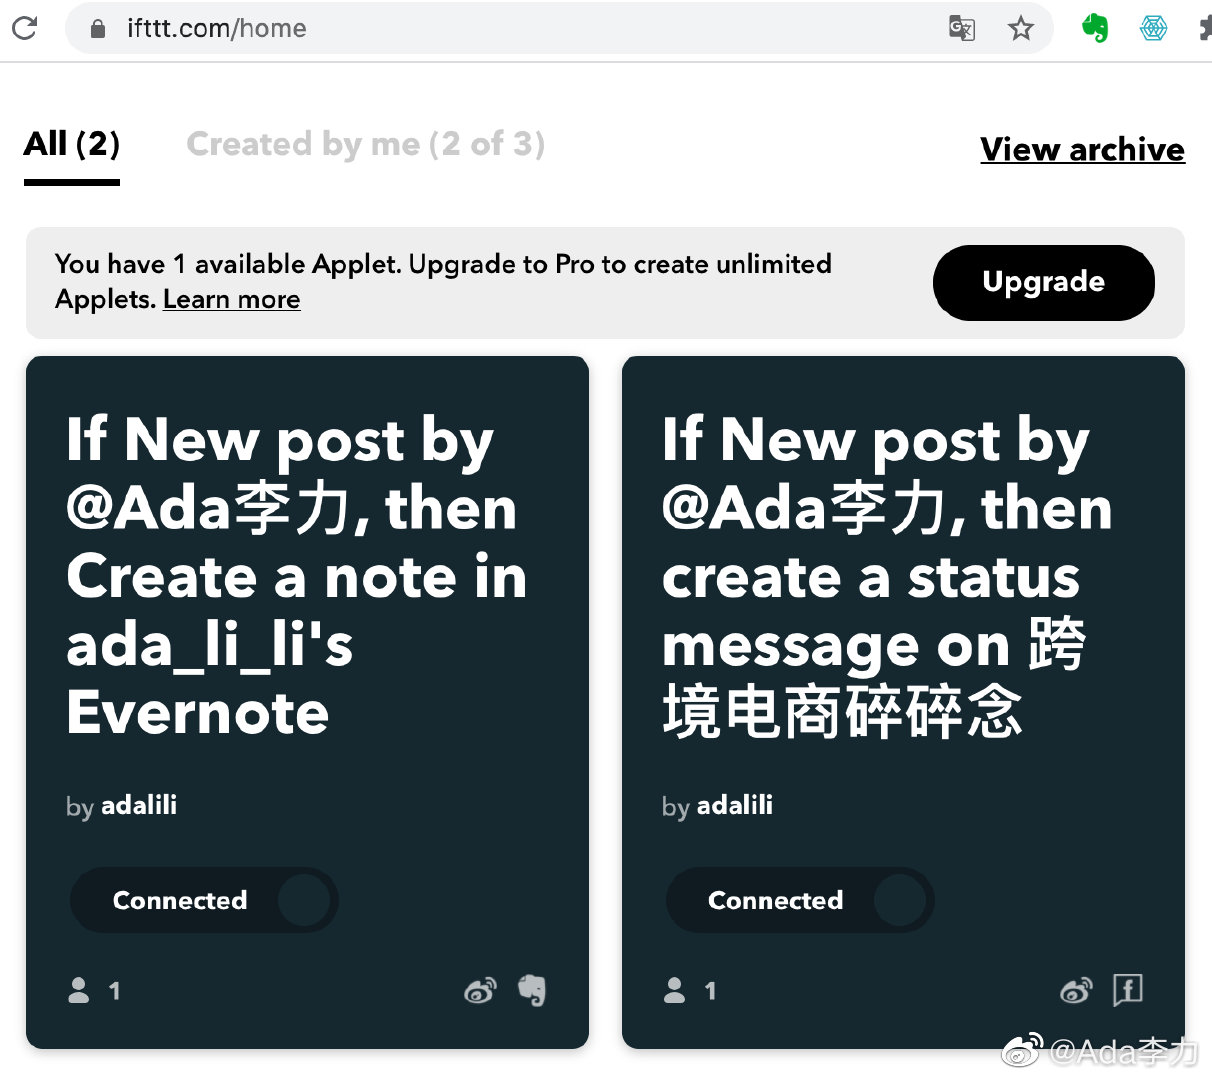 ifttt.com/home
All (2)
Created by me (2 of 3)
View archive
You have 1 available Applet. Upgrade to Pro to create unlimited
Applets. Learn more
Upgrade
If New post by
@Ada李力, then
Create a note in
ada_li_li's
Evernote
by adalili
Connected
1
If New post by
@Ada李力, then
create a status
message on 跨
境电商碎碎念
by adalili
Connected
1
@Ada李力